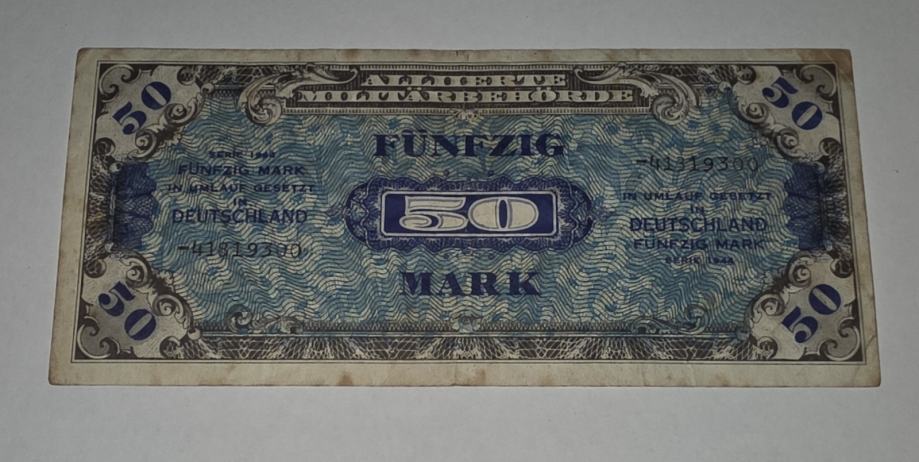 ALLIIERTE
MILITÄRBEHÖRDE
50
50
FÜNFZIG
SERIE 1944
FÜNFZIG MARK
IN UMLAUF GESETZT
IN
DEUTSCHLAND
-41819300
50
-41819300
IN UMLAUF GESETZT
IN
DEUTSCHLAND
FÜNFZIG MARK
SERIE 1944
MARK
50
50